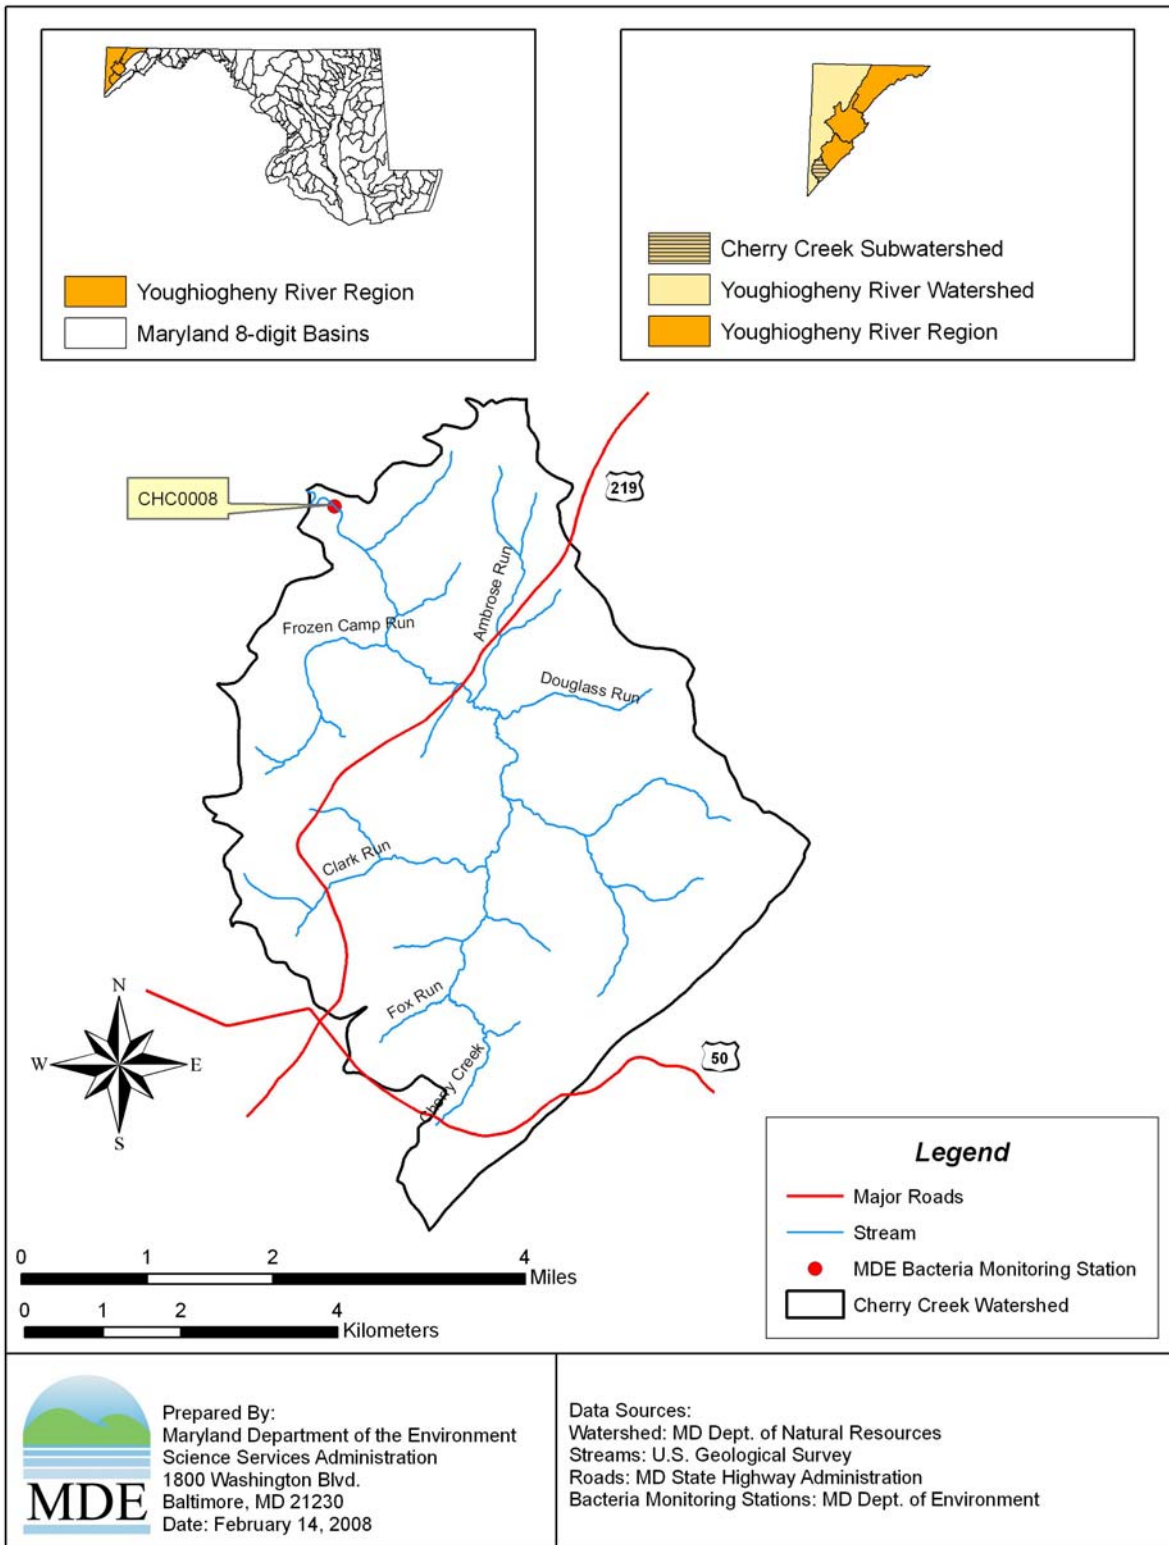 Youghiogheny River Region
Maryland 8-digit Basins
Cherry Creek Subwatershed
Youghiogheny River Watershed
Youghiogheny River Region
CHC0008
219
Ambrose Run
Frozen Camp Run
Douglass Run
Clark Run
Fox Run
Cherry Creek
50
N
W
E
S
Legend
Major Roads
Stream
MDE Bacteria Monitoring Station
Cherry Creek Watershed
0 1 2 4
Miles
0 1 2 4
Kilometers
MDE
Prepared By:
Maryland Department of the Environment
Science Services Administration
1800 Washington Blvd.
Baltimore, MD 21230
Date: February 14, 2008
Data Sources:
Watershed: MD Dept. of Natural Resources
Streams: U.S. Geological Survey
Roads: MD State Highway Administration
Bacteria Monitoring Stations: MD Dept. of Environment